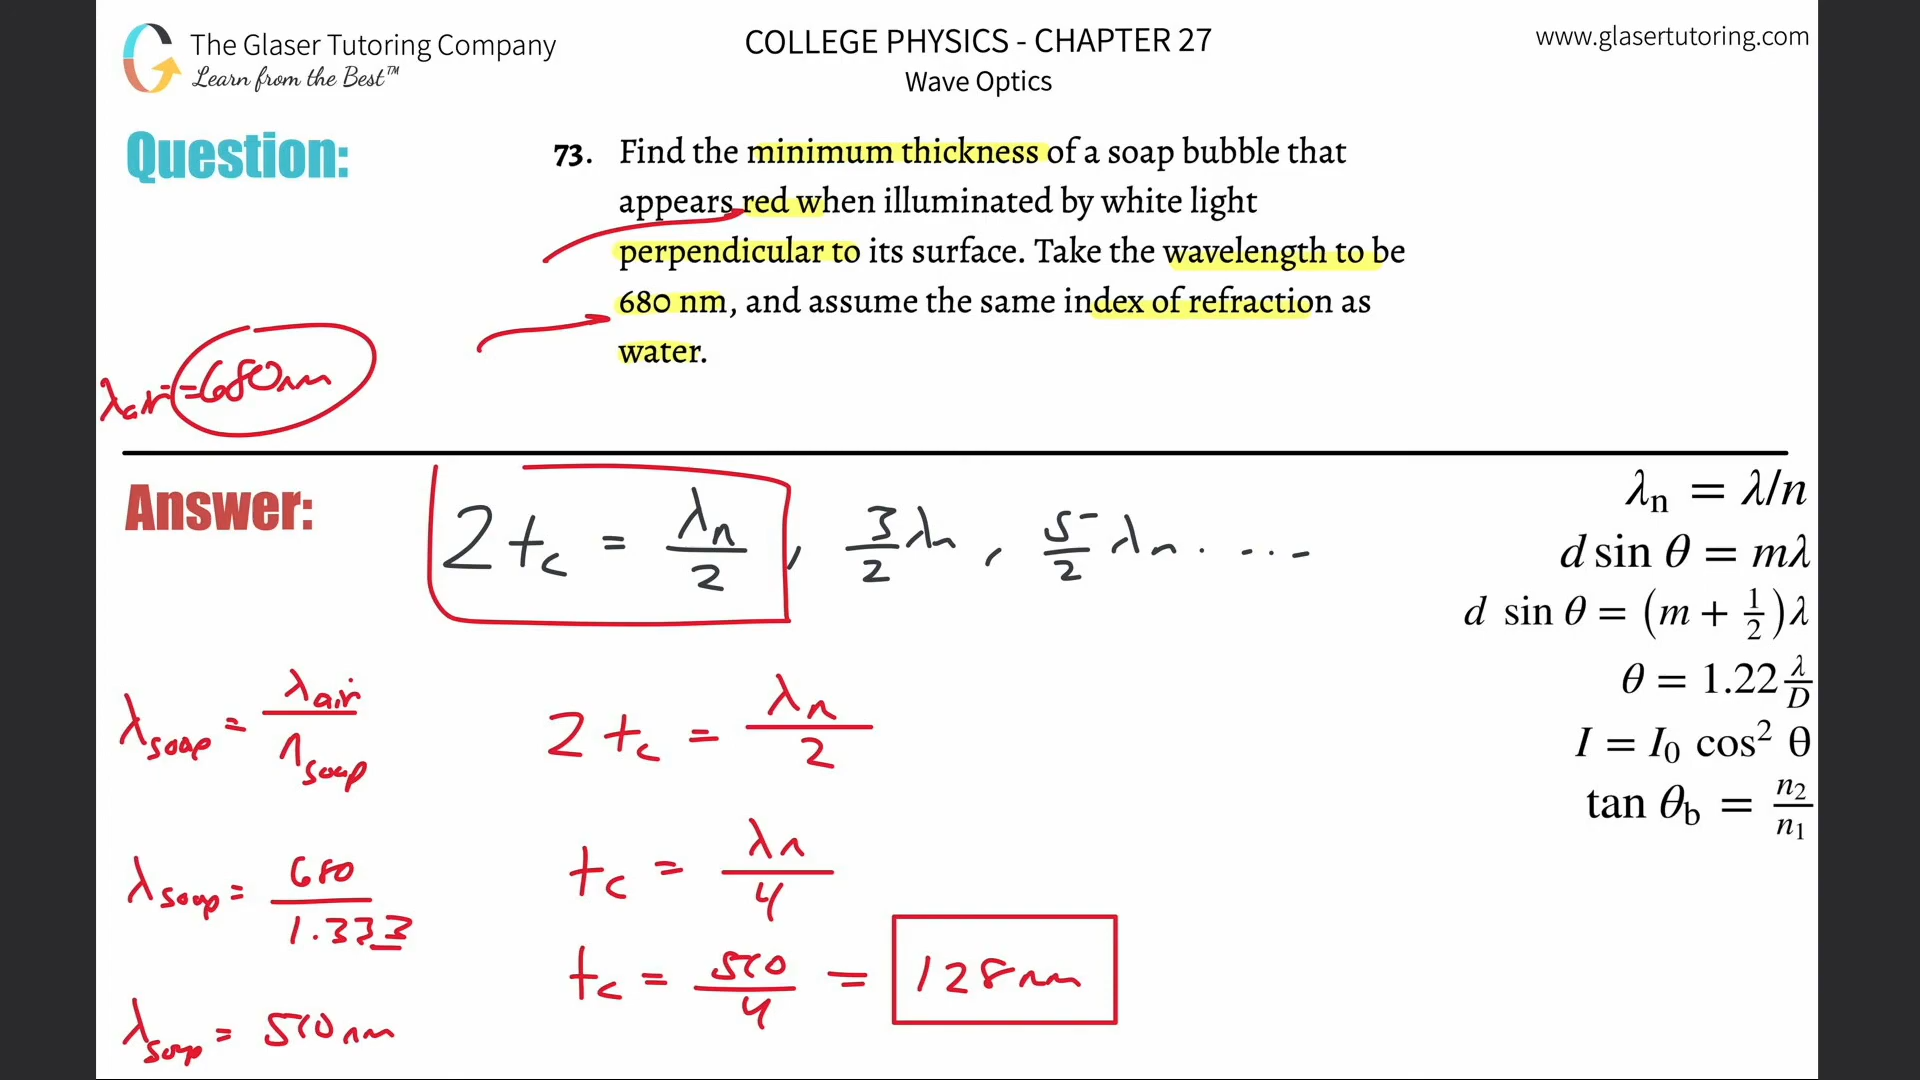 The Glaser Tutoring Company
Learn from the Best™
COLLEGE PHYSICS - CHAPTER 27
Wave Optics
www.glasertutoring.com
Question:
73. Find the minimum thickness of a soap bubble that
appears red when illuminated by white light
perpendicular to its surface. Take the wavelength to be
680 nm, and assume the same index of refraction as
water.
λair = 680nm
Answer:
2tc = λn/2, 3/2 λn, 5/2 λn . . . .
λn = λ/n
d sin θ = mλ
d sin θ = (m + 1/2)λ
θ = 1.22 λ/D
I = I0 cos² θ
tan θb = n2/n1
λsoap = λair/nsoap
λsoap = 680/1.333
λsoap = 510nm
2tc = λn/2
tc = λn/4
tc = 510/4 = 128nm